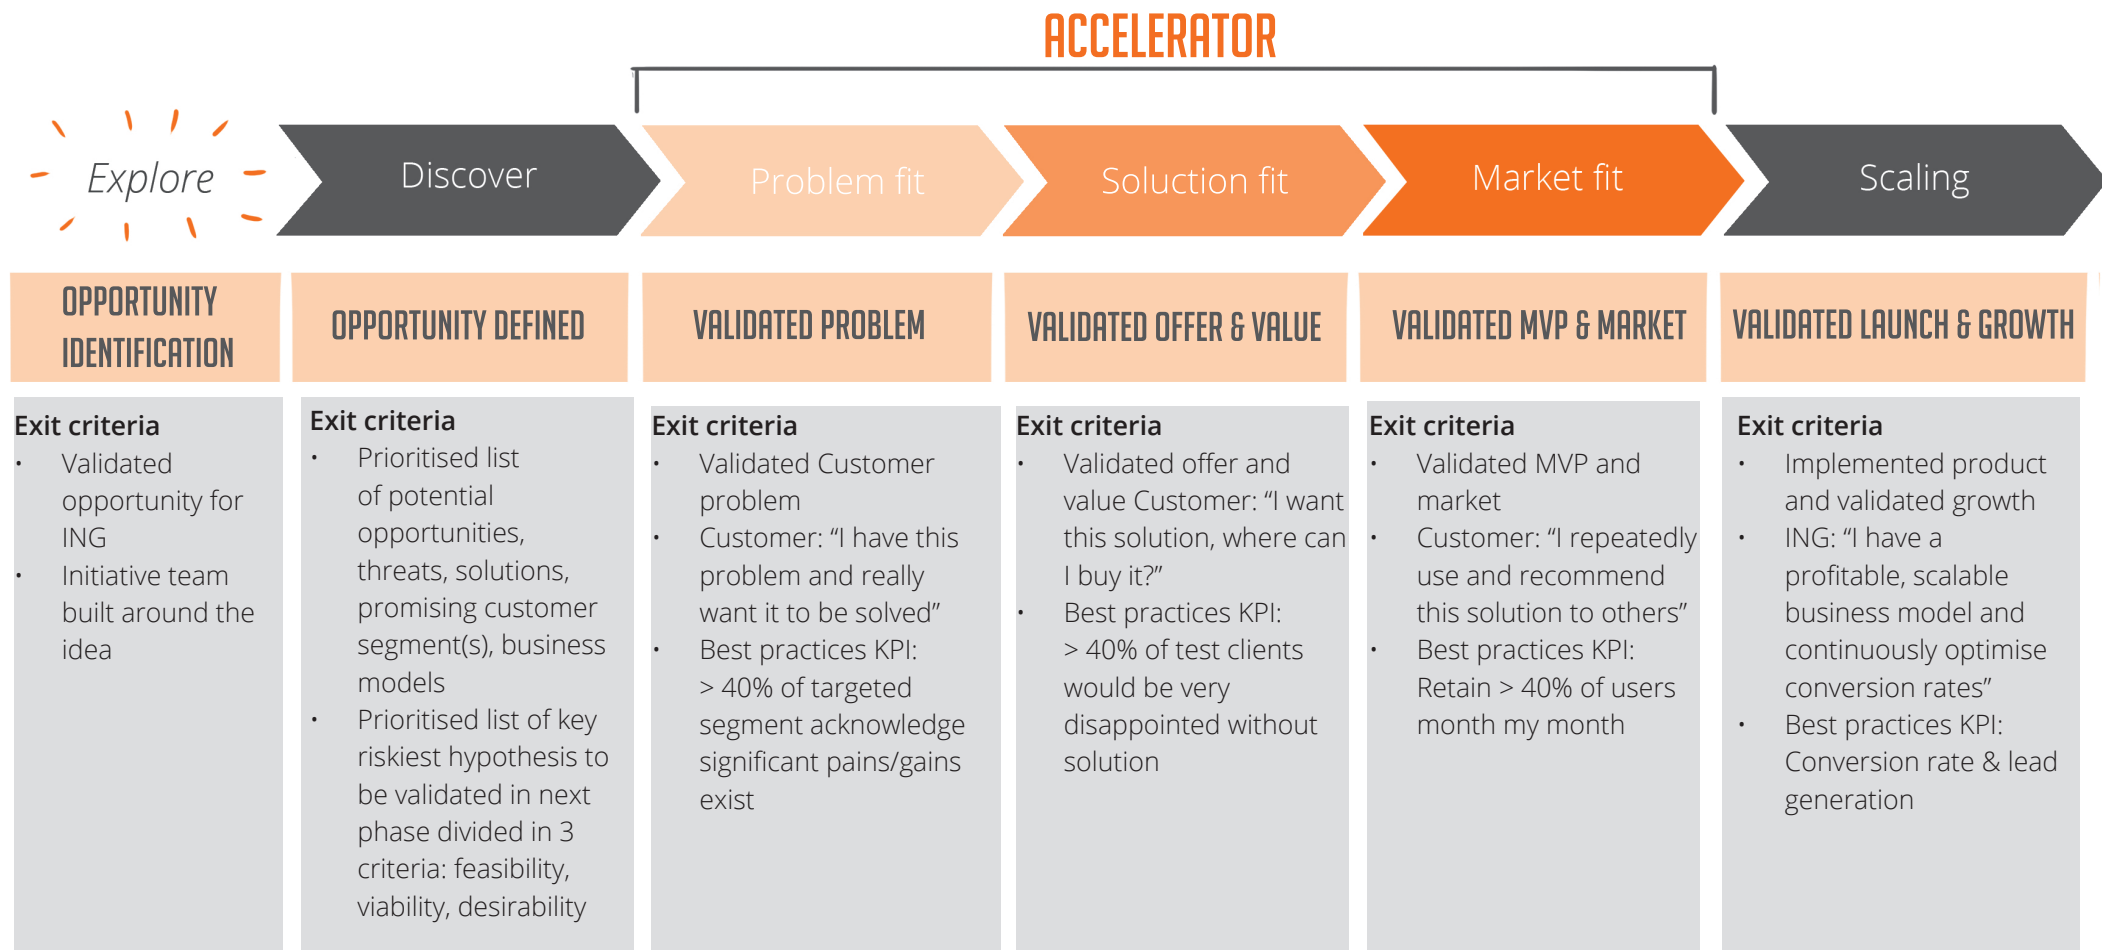 ACCELERATOR
Explore
Discover
Problem fit
Soluction fit
Market fit
Scaling
OPPORTUNITY
IDENTIFICATION
OPPORTUNITY DEFINED
VALIDATED PROBLEM
VALIDATED OFFER & VALUE
VALIDATED MVP & MARKET
VALIDATED LAUNCH & GROWTH
Exit criteria
• Validated
opportunity for
ING
• Initiative team
built around the
idea
Exit criteria
• Prioritised list
of potential
opportunities,
threats, solutions,
promising customer
segment(s), business
models
• Prioritised list of key
riskiest hypothesis to
be validated in next
phase divided in 3
criteria: feasibility,
viability, desirability
Exit criteria
• Validated Customer
problem
• Customer: “I have this
problem and really
want it to be solved”
• Best practices KPI:
> 40% of targeted
segment acknowledge
significant pains/gains
exist
Exit criteria
• Validated offer and
value Customer: “I want
this solution, where can
I buy it?”
• Best practices KPI:
> 40% of test clients
would be very
disappointed without
solution
Exit criteria
• Validated MVP and
market
• Customer: “I repeatedly
use and recommend
this solution to others”
• Best practices KPI:
Retain > 40% of users
month my month
Exit criteria
• Implemented product
and validated growth
• ING: “I have a
profitable, scalable
business model and
continuously optimise
conversion rates”
• Best practices KPI:
Conversion rate & lead
generation